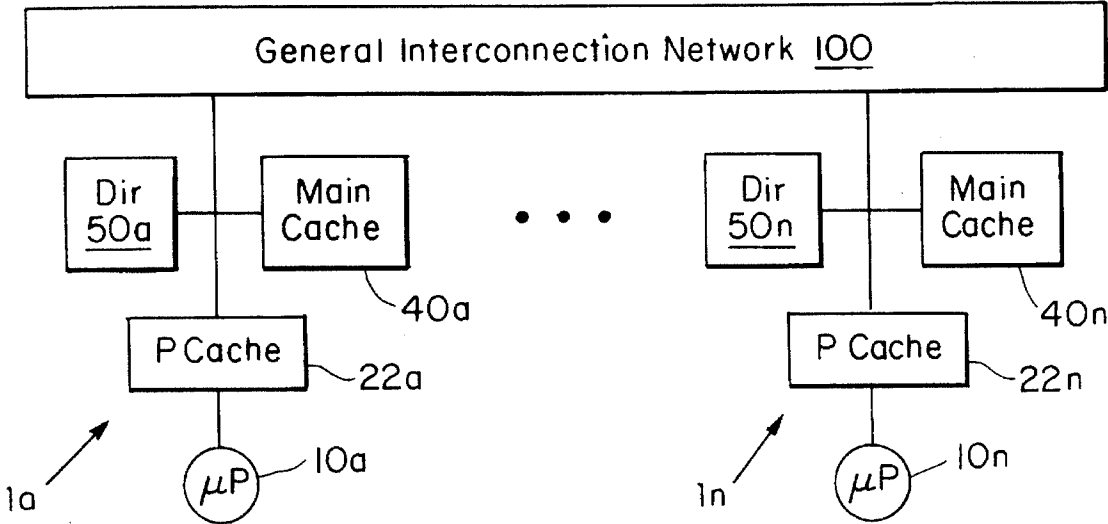 General Interconnection Network 100
Dir
50a
Main
Cache
40a
P Cache
22a
µP
10a
1a
Dir
50n
Main
Cache
40n
P Cache
22n
µP
10n
1n